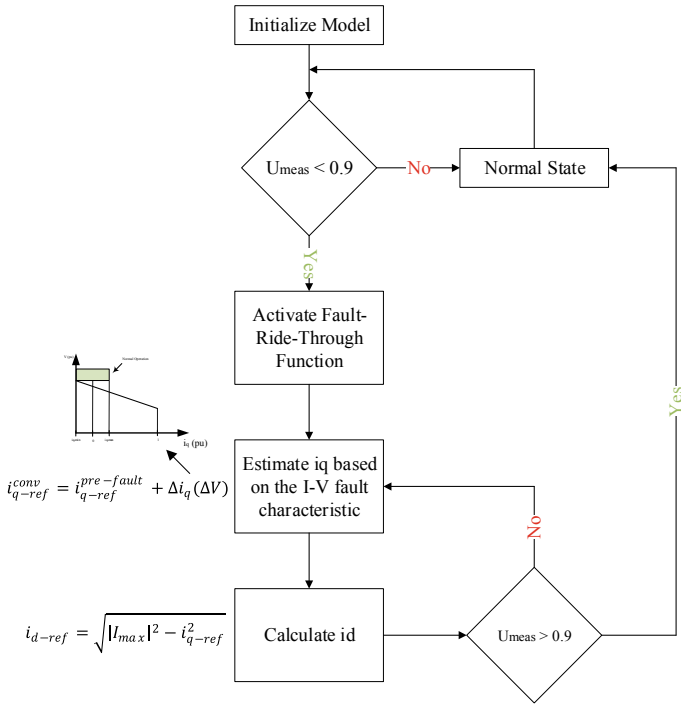 Initialize Model
Umeas < 0.9
No
Normal State
Yes
Activate Fault-
Ride-Through
Function
Normal Operation
V (pu)
iq (pu)
Estimate iq based
on the I-V fault
characteristic
i_{q-ref}^{conv} = i_{q-ref}^{pre-fault} + Δi_q(ΔV)
No
Yes
i_{d-ref} = √(|I_{max}|^2 − i_{q-ref}^2)
Calculate id
Umeas > 0.9